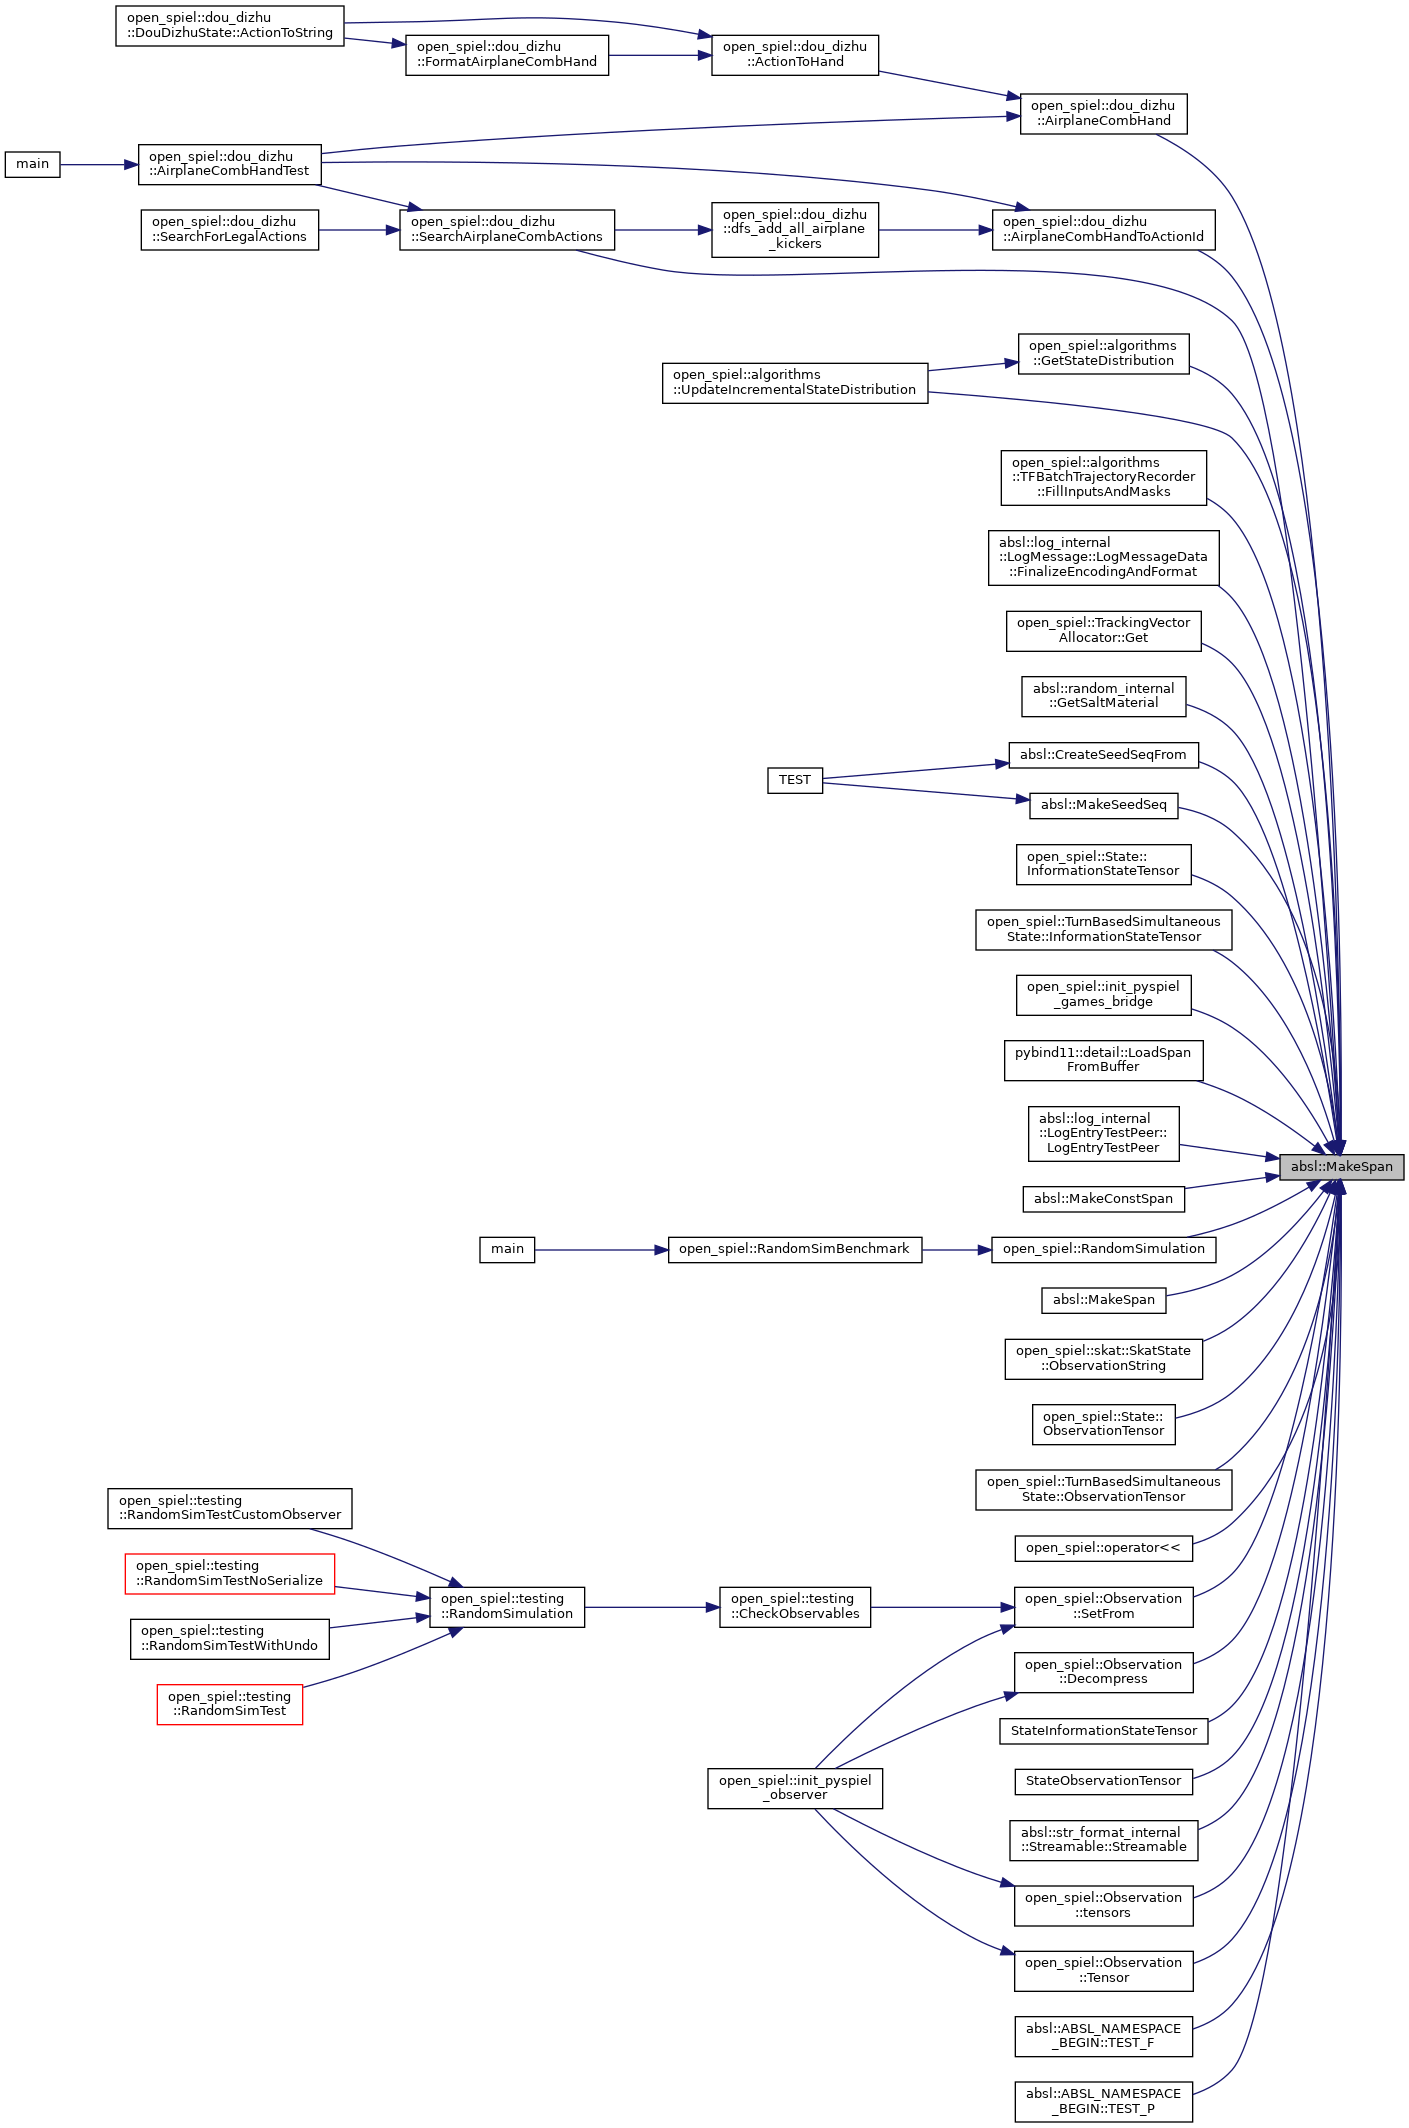 open_spiel::dou_dizhu
::DouDizhuState::ActionToString
open_spiel::dou_dizhu
::FormatAirplaneCombHand
open_spiel::dou_dizhu
::ActionToHand
open_spiel::dou_dizhu
::AirplaneCombHand
main
open_spiel::dou_dizhu
::AirplaneCombHandTest
open_spiel::dou_dizhu
::SearchForLegalActions
open_spiel::dou_dizhu
::SearchAirplaneCombActions
open_spiel::dou_dizhu
::dfs_add_all_airplane
_kickers
open_spiel::dou_dizhu
::AirplaneCombHandToActionId
open_spiel::algorithms
::GetStateDistribution
open_spiel::algorithms
::UpdateIncrementalStateDistribution
open_spiel::algorithms
::TFBatchTrajectoryRecorder
::FillInputsAndMasks
absl::log_internal
::LogMessage::LogMessageData
::FinalizeEncodingAndFormat
open_spiel::TrackingVector
Allocator::Get
absl::random_internal
::GetSaltMaterial
absl::CreateSeedSeqFrom
TEST
absl::MakeSeedSeq
open_spiel::State::
InformationStateTensor
open_spiel::TurnBasedSimultaneous
State::InformationStateTensor
open_spiel::init_pyspiel
_games_bridge
pybind11::detail::LoadSpan
FromBuffer
absl::log_internal
::LogEntryTestPeer::
LogEntryTestPeer
absl::MakeSpan
absl::MakeConstSpan
main
open_spiel::RandomSimBenchmark
open_spiel::RandomSimulation
absl::MakeSpan
open_spiel::skat::SkatState
::ObservationString
open_spiel::State::
ObservationTensor
open_spiel::TurnBasedSimultaneous
State::ObservationTensor
open_spiel::operator<<
open_spiel::testing
::RandomSimTestCustomObserver
open_spiel::testing
::RandomSimTestNoSerialize
open_spiel::testing
::RandomSimTestWithUndo
open_spiel::testing
::RandomSimTest
open_spiel::testing
::RandomSimulation
open_spiel::testing
::CheckObservables
open_spiel::Observation
::SetFrom
open_spiel::Observation
::Decompress
StateInformationStateTensor
open_spiel::init_pyspiel
_observer
StateObservationTensor
absl::str_format_internal
::Streamable::Streamable
open_spiel::Observation
::tensors
open_spiel::Observation
::Tensor
absl::ABSL_NAMESPACE
_BEGIN::TEST_F
absl::ABSL_NAMESPACE
_BEGIN::TEST_P